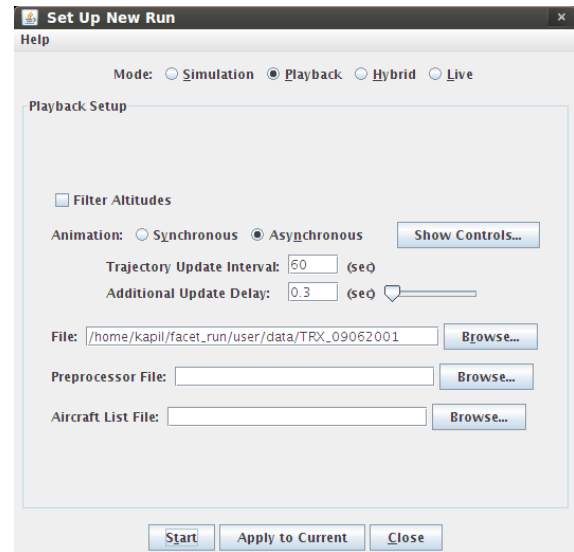 Set Up New Run ×
Help
Mode: Simulation Playback Hybrid Live
Playback Setup
Filter Altitudes
Animation: Synchronous Asynchronous Show Controls...
Trajectory Update Interval: 60 (sec)
Additional Update Delay: 0.3 (sec)
File: /home/kapil/facet_run/user/data/TRX_09062001 Browse...
Preprocessor File: Browse...
Aircraft List File: Browse...
Start Apply to Current Close